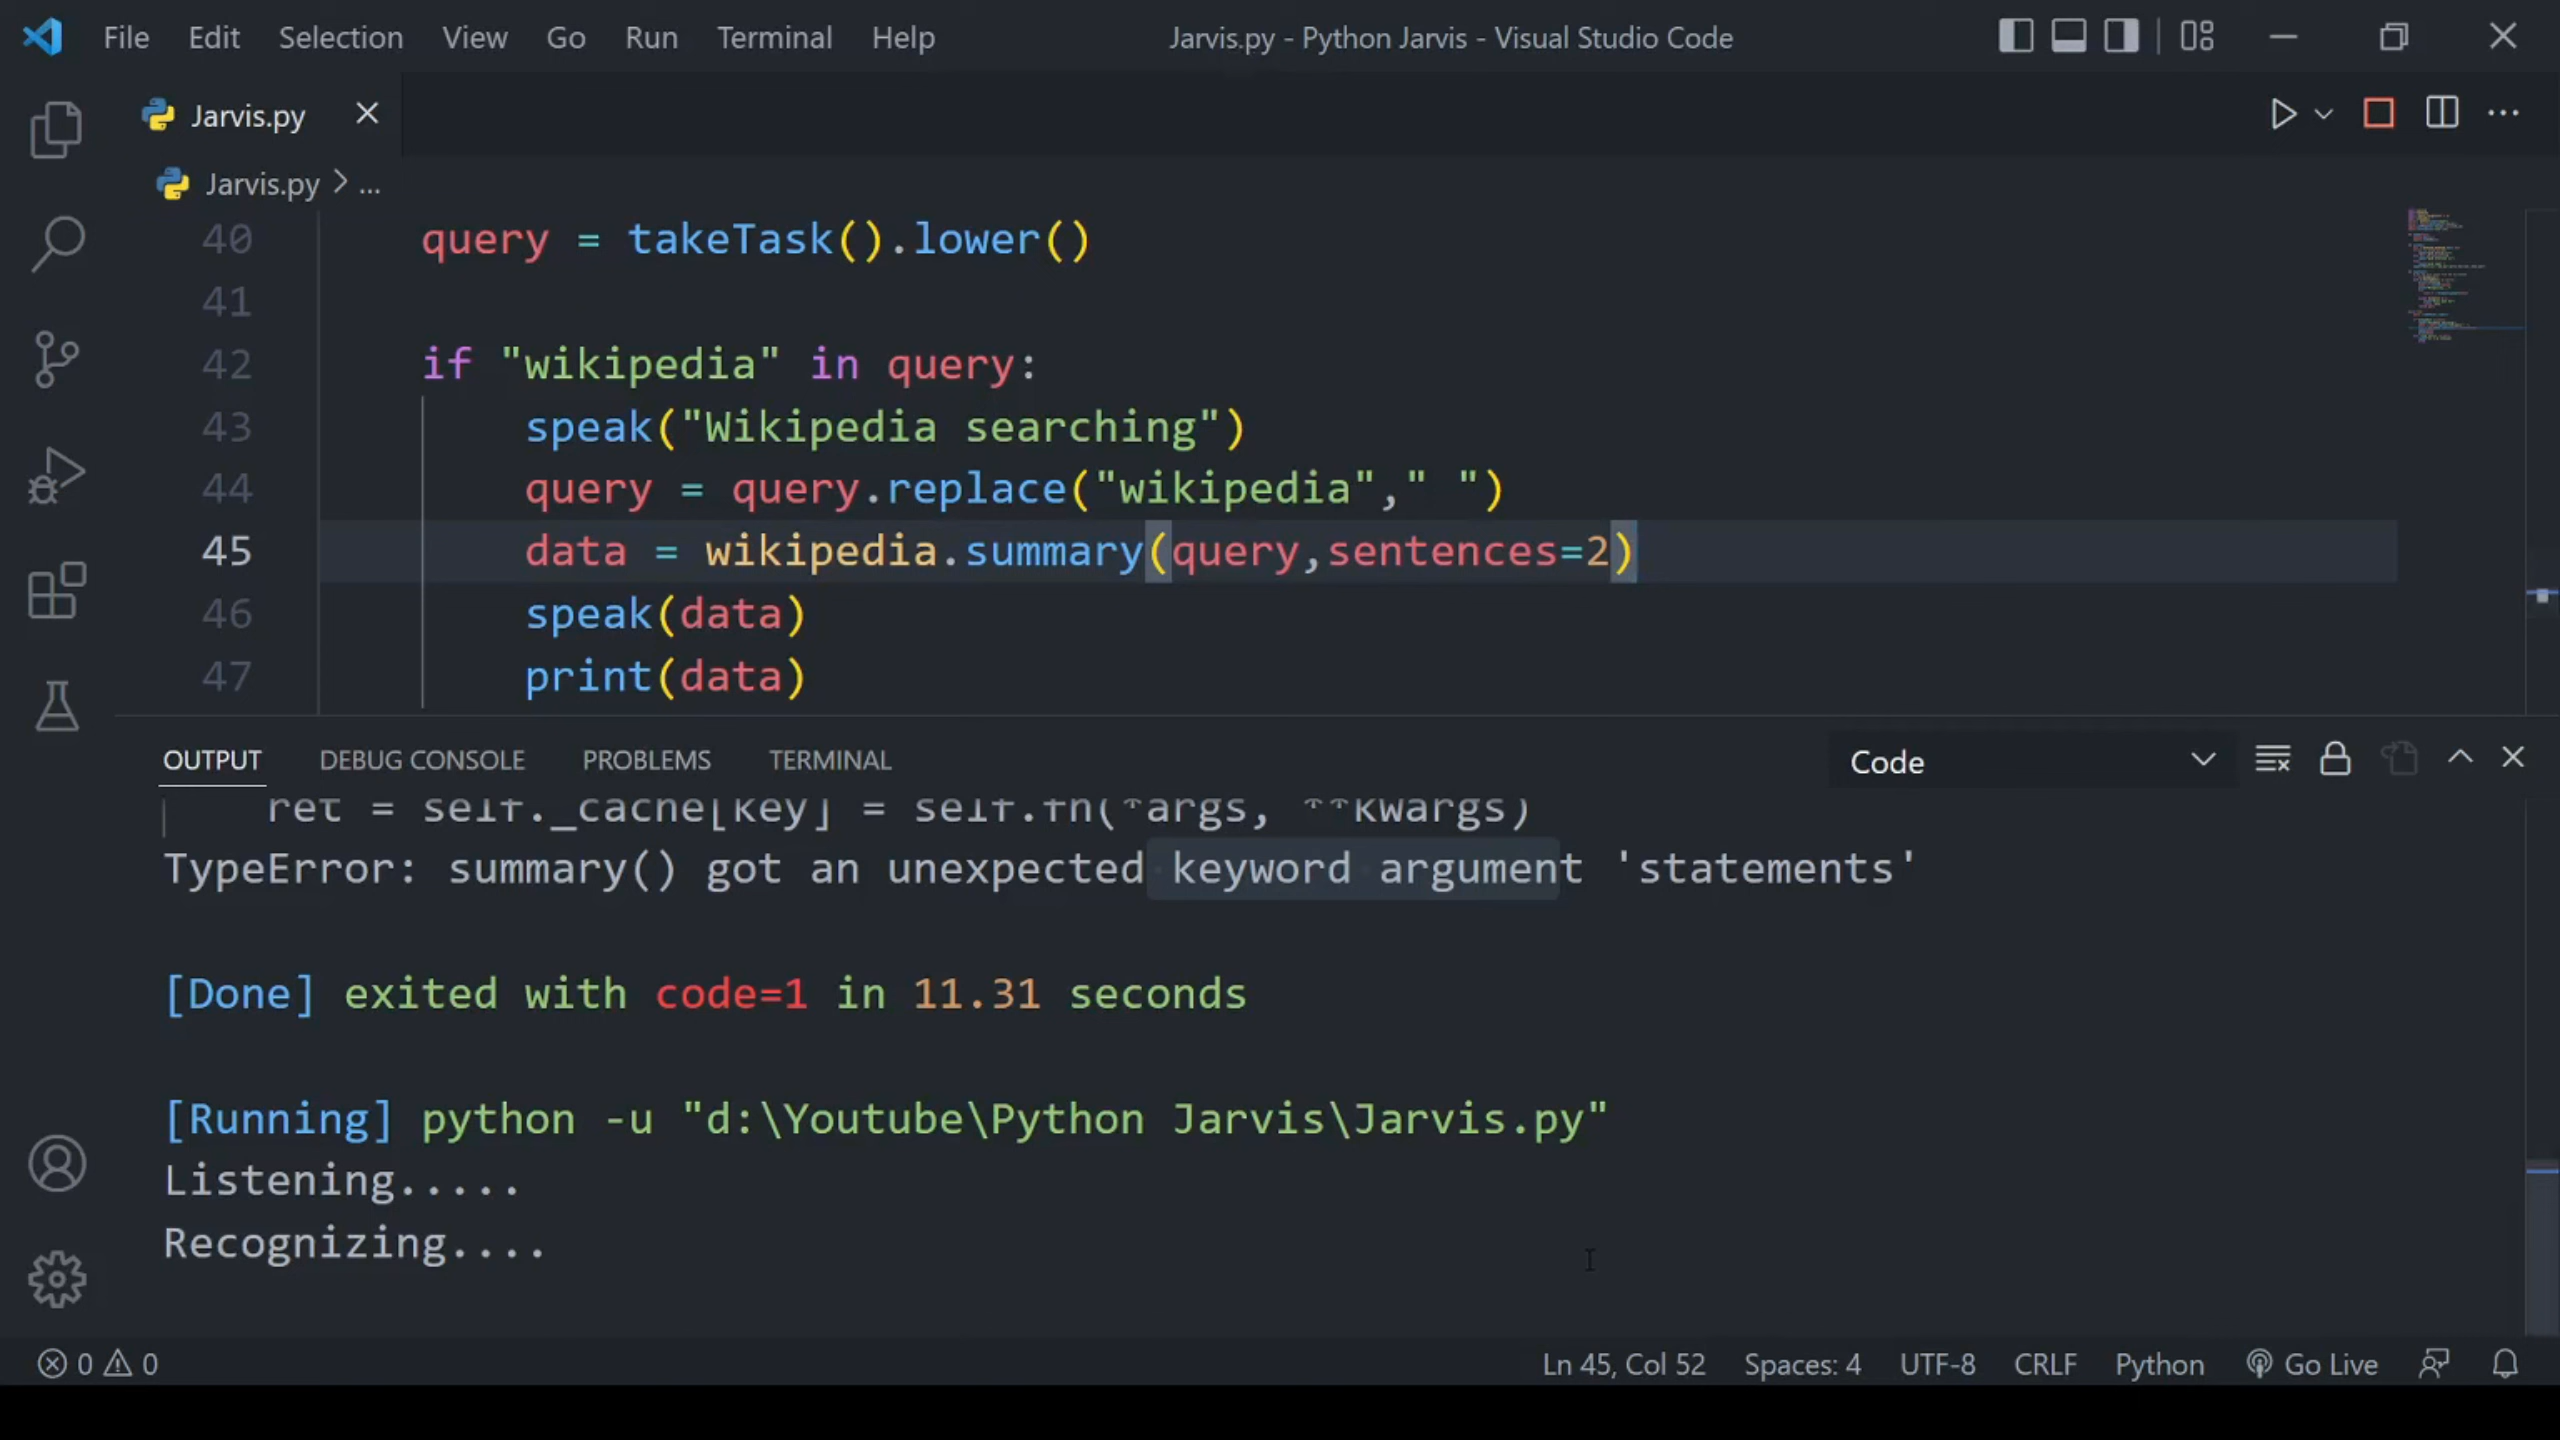 File Edit Selection View Go Run Terminal Help Jarvis.py - Python Jarvis - Visual Studio Code
Jarvis.py
Jarvis.py > ...
40 query = takeTask().lower()
41
42 if "wikipedia" in query:
43 speak("Wikipedia searching")
44 query = query.replace("wikipedia"," ")
45 data = wikipedia.summary(query,sentences=2)
46 speak(data)
47 print(data)
OUTPUT DEBUG CONSOLE PROBLEMS TERMINAL Code
ret = self._cache[key] = self.fn(*args, **kwargs)
TypeError: summary() got an unexpected keyword argument 'statements'
[Done] exited with code=1 in 11.31 seconds
[Running] python -u "d:\Youtube\Python Jarvis\Jarvis.py"
Listening.....
Recognizing....
0 0 Ln 45, Col 52 Spaces: 4 UTF-8 CRLF Python Go Live